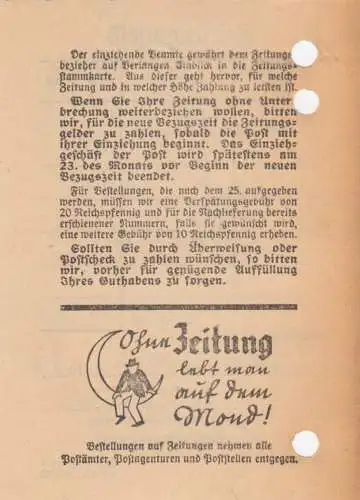 Der einziehende Beamte gewährt dem Zeitungs-
bezieher auf Verlangen Einblick in die Zeitungs-
stammkarte. Aus dieser geht hervor, für welche
Zeitung und in welcher Höhe Zahlung zu leisten ist.
Wenn Sie Ihre Zeitung ohne Unter-
brechung weiterbeziehen wollen, bitten
wir, für die neue Bezugszeit die Zeitungs-
gelder zu zahlen, sobald die Post mit
ihrer Einziehung beginnt. Das Einzieh-
geschäft der Post wird spätestens am
23. des Monats vor Beginn der neuen
Bezugszeit beendet.
Für Bestellungen, die nach dem 25. aufgegeben
werden, müssen wir eine Verspätungsgebühr von
20 Reichspfennig und für die Nachlieferung bereits
erschienener Nummern, falls sie gewünscht wird,
eine weitere Gebühr von 10 Reichspfennig erheben.
Sollten Sie durch Überweisung oder
Postscheck zu zahlen wünschen, so bitten
wir, vorher für genügende Auffüllung
Ihres Guthabens zu sorgen.
Ohne Zeitung
lebt man
auf dem
Mond!
Bestellungen auf Zeitungen nehmen alle
Postämter, Postagenturen und Poststellen entgegen.